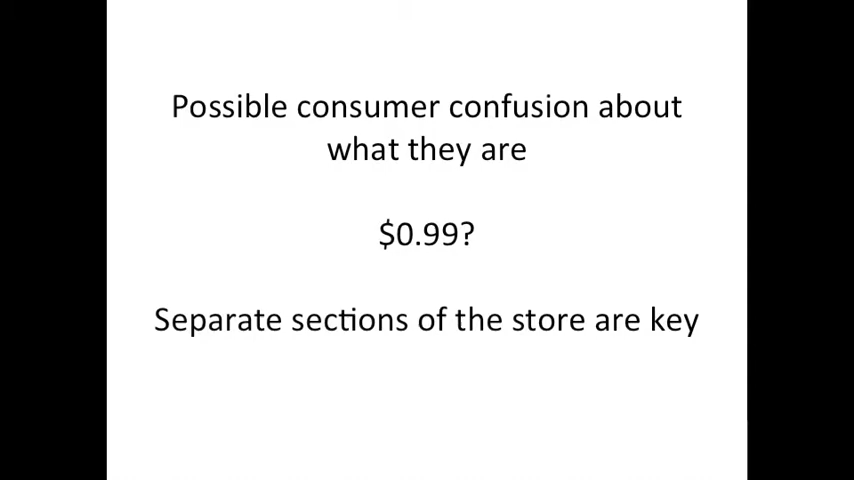 Possible consumer confusion about
what they are
$0.99?
Separate sections of the store are key